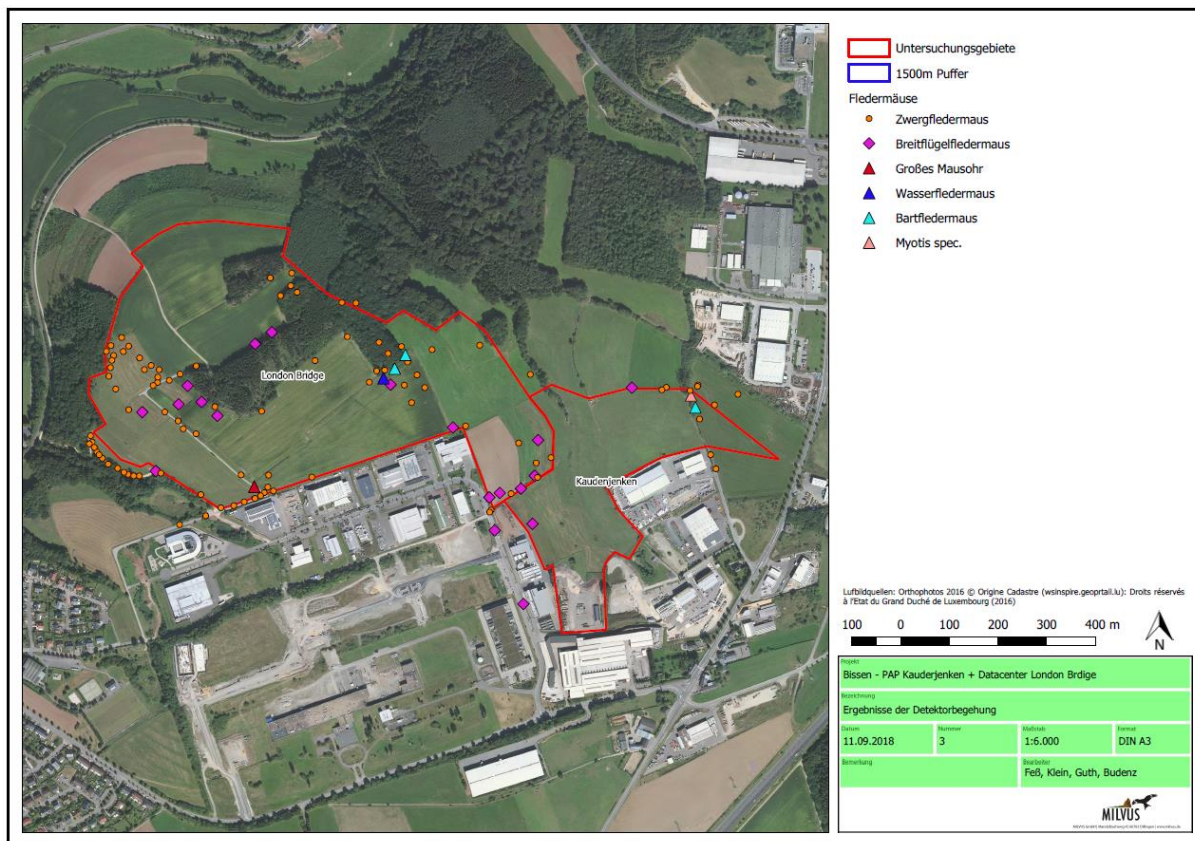 London Bridge
Kaudenjenken
Untersuchungsgebiete
1500m Puffer
Fledermäuse
Zwergfledermaus
Breitflügelfledermaus
Großes Mausohr
Wasserfledermaus
Bartfledermaus
Myotis spec.
Luftbildquellen: Orthophotos 2016 © Origine Cadastre (wsinspire.geoprtail.lu): Droits réservés
à l'Etat du Grand Duché de Luxembourg (2016)
100 0 100 200 300 400 m
N
Projekt
Bissen - PAP Kauderjenken + Datacenter London Brdige
Bezeichnung
Ergebnisse der Detektorbegehung
Datum Nummer Maßstab Format
11.09.2018 3 1:6.000 DIN A3
Bemerkung Bearbeiter
Feß, Klein, Guth, Budenz
MILVUS